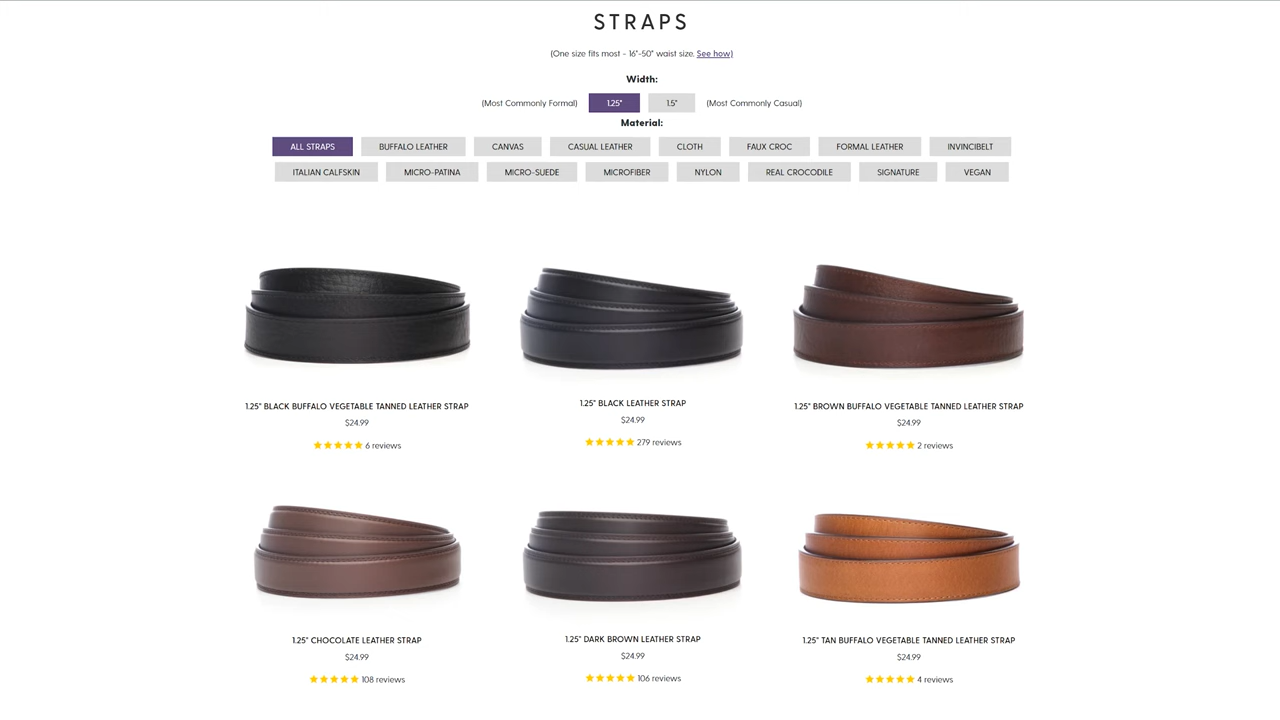 STRAPS
(One size fits most - 16"-50" waist size. See how)
Width:
(Most Commonly Formal) 1.25" 1.5" (Most Commonly Casual)
Material:
ALL STRAPS BUFFALO LEATHER CANVAS CASUAL LEATHER CLOTH FAUX CROC FORMAL LEATHER INVINCIBELT
ITALIAN CALFSKIN MICRO-PATINA MICRO-SUEDE MICROFIBER NYLON REAL CROCODILE SIGNATURE VEGAN
1.25" BLACK BUFFALO VEGETABLE TANNED LEATHER STRAP
$24.99
6 reviews
1.25" BLACK LEATHER STRAP
$24.99
279 reviews
1.25" BROWN BUFFALO VEGETABLE TANNED LEATHER STRAP
$24.99
2 reviews
1.25" CHOCOLATE LEATHER STRAP
$24.99
108 reviews
1.25" DARK BROWN LEATHER STRAP
$24.99
106 reviews
1.25" TAN BUFFALO VEGETABLE TANNED LEATHER STRAP
$24.99
4 reviews